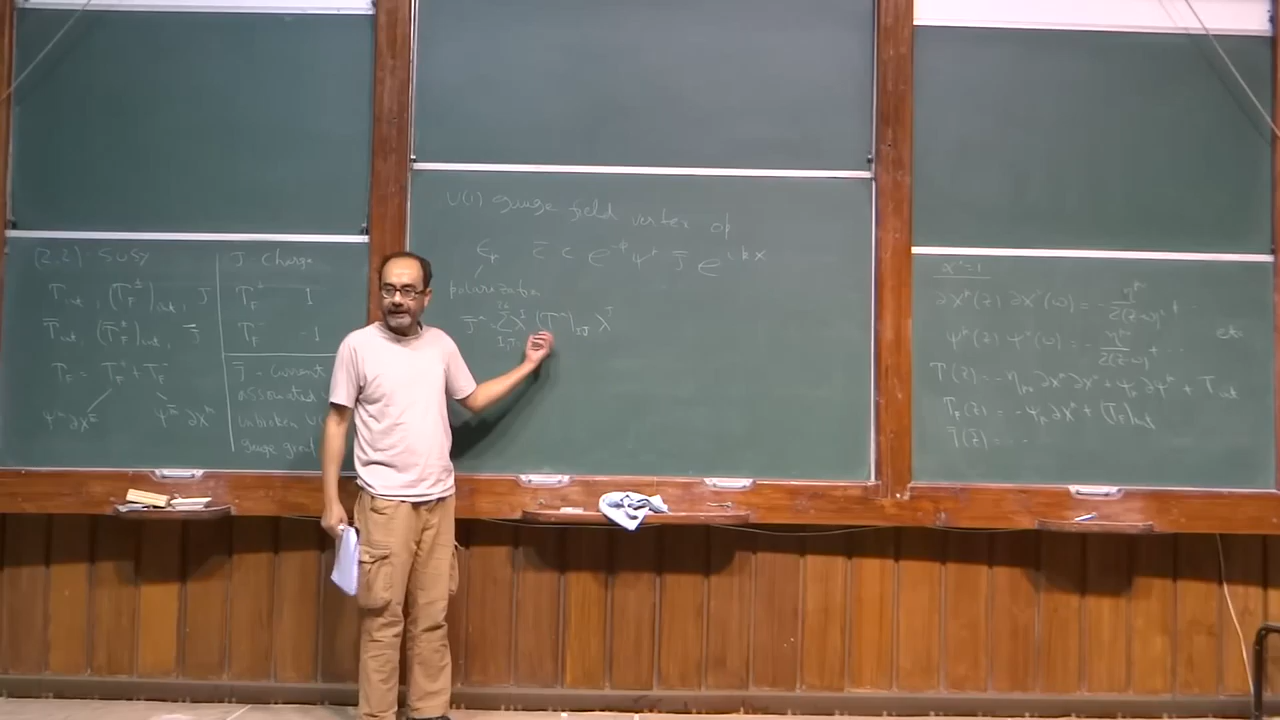 (2,2) - SUSY
T_int, (T_F^±)_int, J
T̄_int, (T̄_F^±)_int, J̄
T_F = T_F^+ + T_F^-
ψ^m ∂X^m̄ ψ^m̄ ∂X^m
J Charge
T_F^+ 1
T_F^- -1
J̄ - current
associated
unbroken U(
gauge group
U(1) gauge field vertex op
ε_μ c̄ c e^{-φ} ψ^μ J̄ e^{ik.X}
polarization
J̄^a = Σ λ^I (T^a)_{IJ} λ^J
α'=1
∂X^μ(z) ∂X^ν(w) = - η^{μν}/2(z-w)^2 + ..
ψ^μ(z) ψ^ν(w) = - η^{μν}/2(z-w) + ... etc.
T(z) = - η_{μν} ∂X^μ ∂X^ν + ψ_μ ∂ψ^μ + T_int
T_F(z) = - ψ_μ ∂X^μ + (T_F)_int
T̄(z̄) = - ...